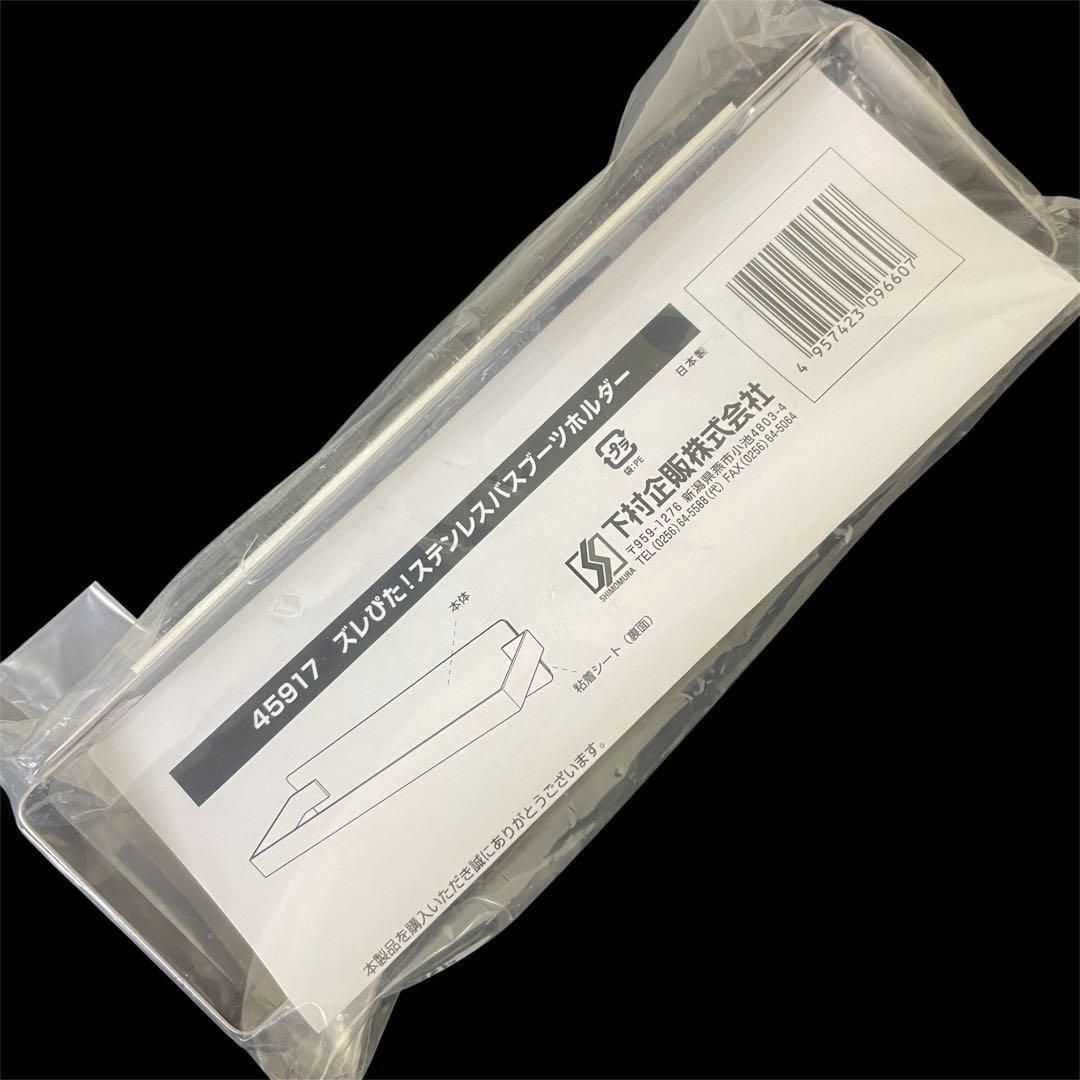 45917 ズレぴた!ステンレスバスブーツホルダー
本体
粘着シート(裏面)
本製品を購入いただき誠にありがとうございます。
日本製
プラ
袋:PE
SHIMOMURA
下村企販株式会社
〒959-1276 新潟県燕市小池4803-4
TEL(0256)64-5588(代) FAX(0256)64-5064
4 957423 096607